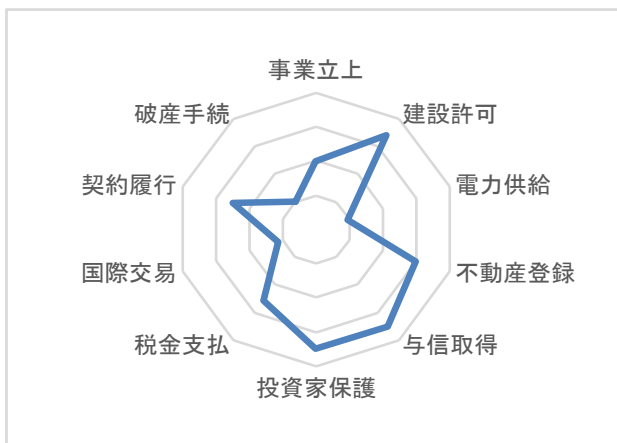 事業立上
建設許可
電力供給
不動産登録
与信取得
投資家保護
税金支払
国際交易
契約履行
破産手続